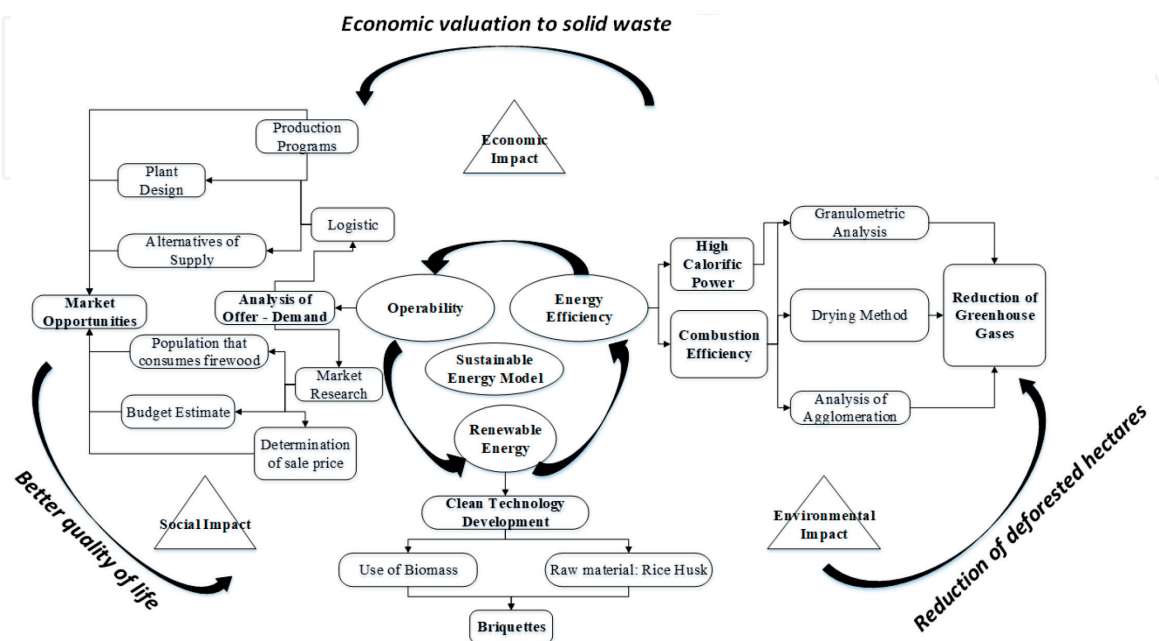 Economic valuation to solid waste
Production
Programs
Economic
Impact
Plant
Design
Logistic
Granulometric
Analysis
Alternatives of
Supply
High
Calorific
Power
Market
Opportunities
Analysis of
Offer - Demand
Operability
Energy
Efficiency
Drying Method
Reduction of
Greenhouse
Gases
Combustion
Efficiency
Population that
consumes firewood
Sustainable
Energy Model
Market
Research
Budget Estimate
Analysis of
Agglomeration
Renewable
Energy
Determination
of sale price
Better quality
of life
Social Impact
Clean Technology
Development
Environmental
Impact
Reduction of deforested hectares
Use of Biomass
Raw material: Rice Husk
Briquettes